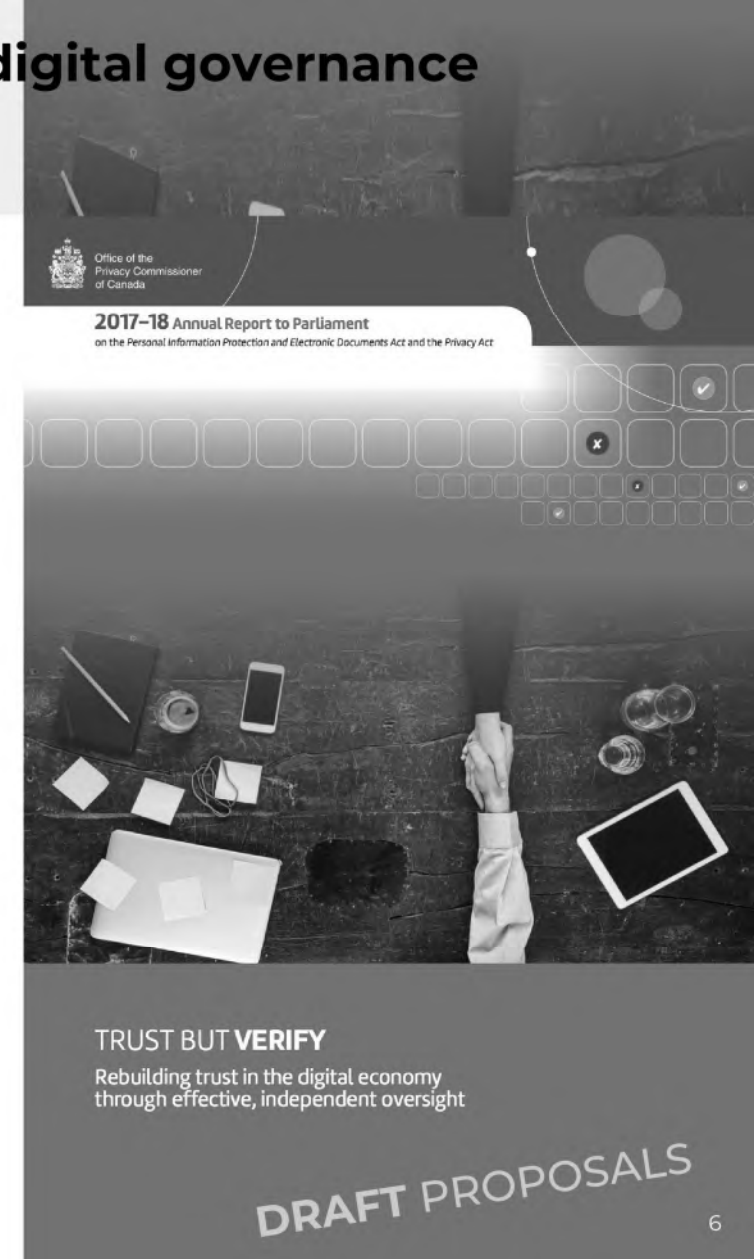 digital governance
Office of the
Privacy Commissioner
of Canada
2017–18 Annual Report to Parliament
on the Personal Information Protection and Electronic Documents Act and the Privacy Act
TRUST BUT VERIFY
Rebuilding trust in the digital economy
through effective, independent oversight
DRAFT PROPOSALS
6